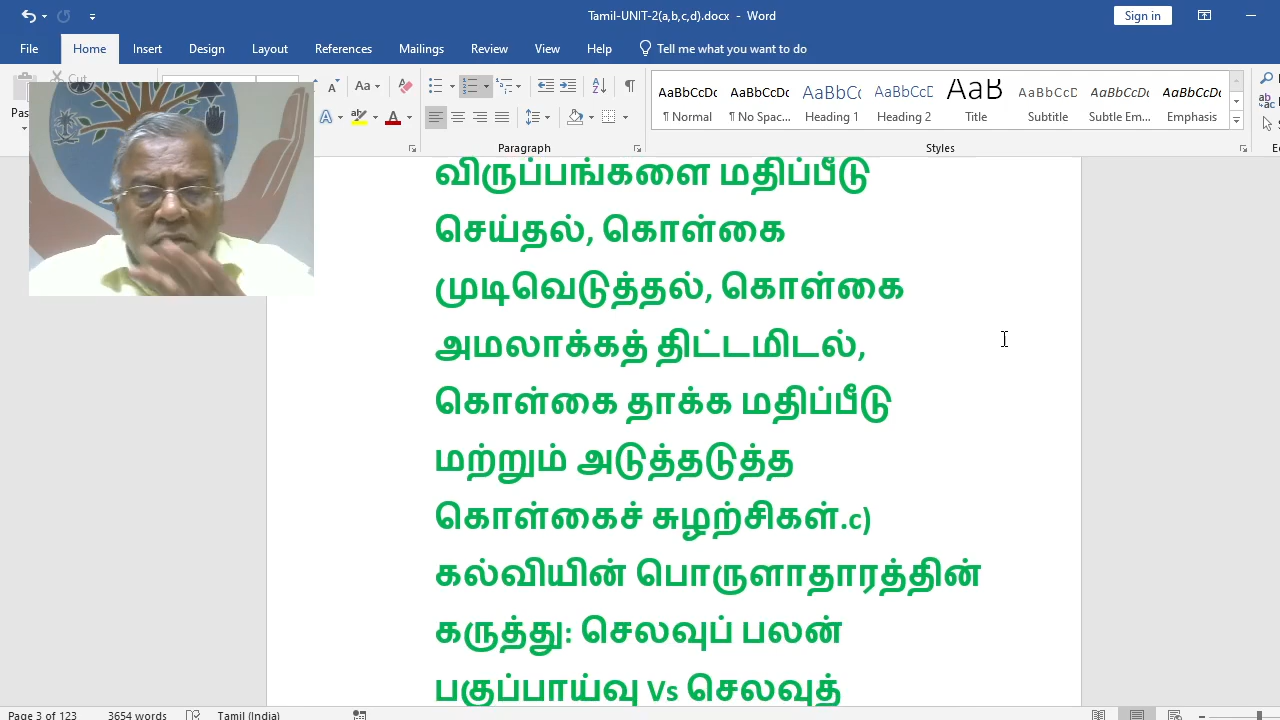 Tamil-UNIT-2(a,b,c,d).docx - Word
Sign in
File Home Insert Design Layout References Mailings Review View Help Tell me what you want to do
Cut
Aa
AaBbCcDc AaBbCcDc AaBbCc AaBbCcD AaB AaBbCcD AaBbCcDc AaBbCcDc
¶ Normal ¶ No Spac... Heading 1 Heading 2 Title Subtitle Subtle Em... Emphasis
Paragraph Styles
விருப்பங்களை மதிப்பீடு
செய்தல், கொள்கை
முடிவெடுத்தல், கொள்கை
அமலாக்கத் திட்டமிடல்,
கொள்கை தாக்க மதிப்பீடு
மற்றும் அடுத்தடுத்த
கொள்கைச் சுழற்சிகள்.c)
கல்வியின் பொருளாதாரத்தின்
கருத்து: செலவுப் பலன்
பகுப்பாய்வு Vs செலவுத்
Page 3 of 123 3654 words Tamil (India)